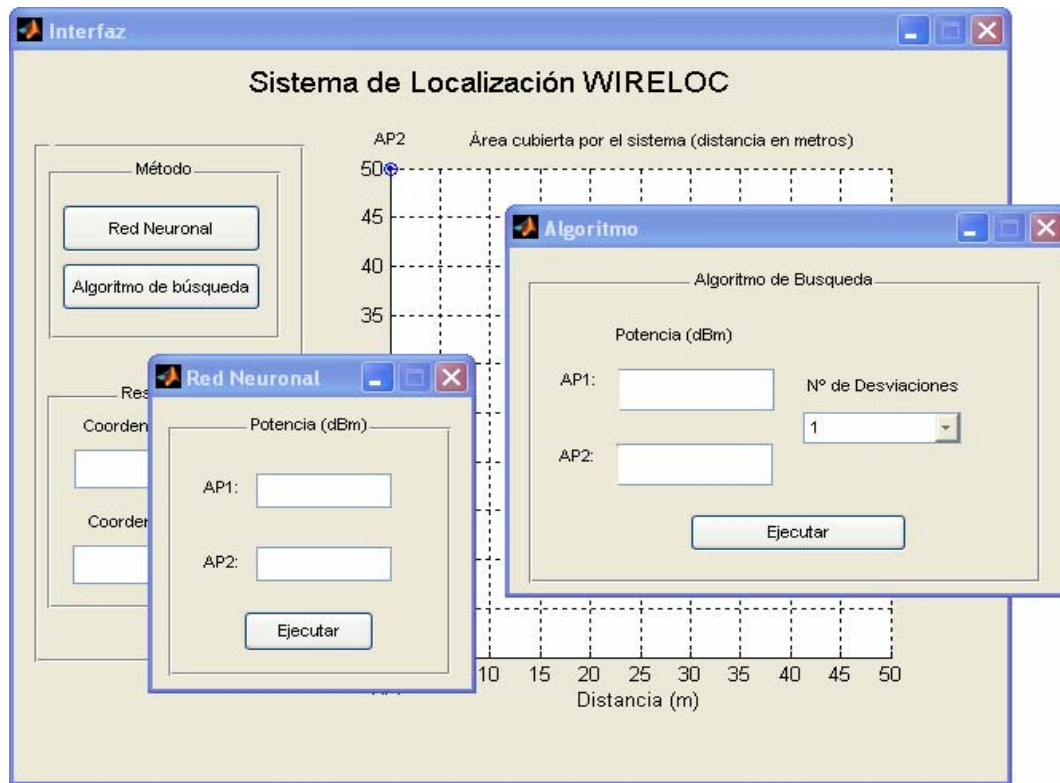 Interfaz
Sistema de Localización WIRELOC
Método
Red Neuronal
Algoritmo de búsqueda
AP2
Área cubierta por el sistema (distancia en metros)
50
45
40
35
10 15 20 25 30 35 40 45 50
Distancia (m)
Red Neuronal
Potencia (dBm)
AP1:
AP2:
Ejecutar
Algoritmo
Algoritmo de Busqueda
Potencia (dBm)
AP1:
Nº de Desviaciones
1
AP2:
Ejecutar